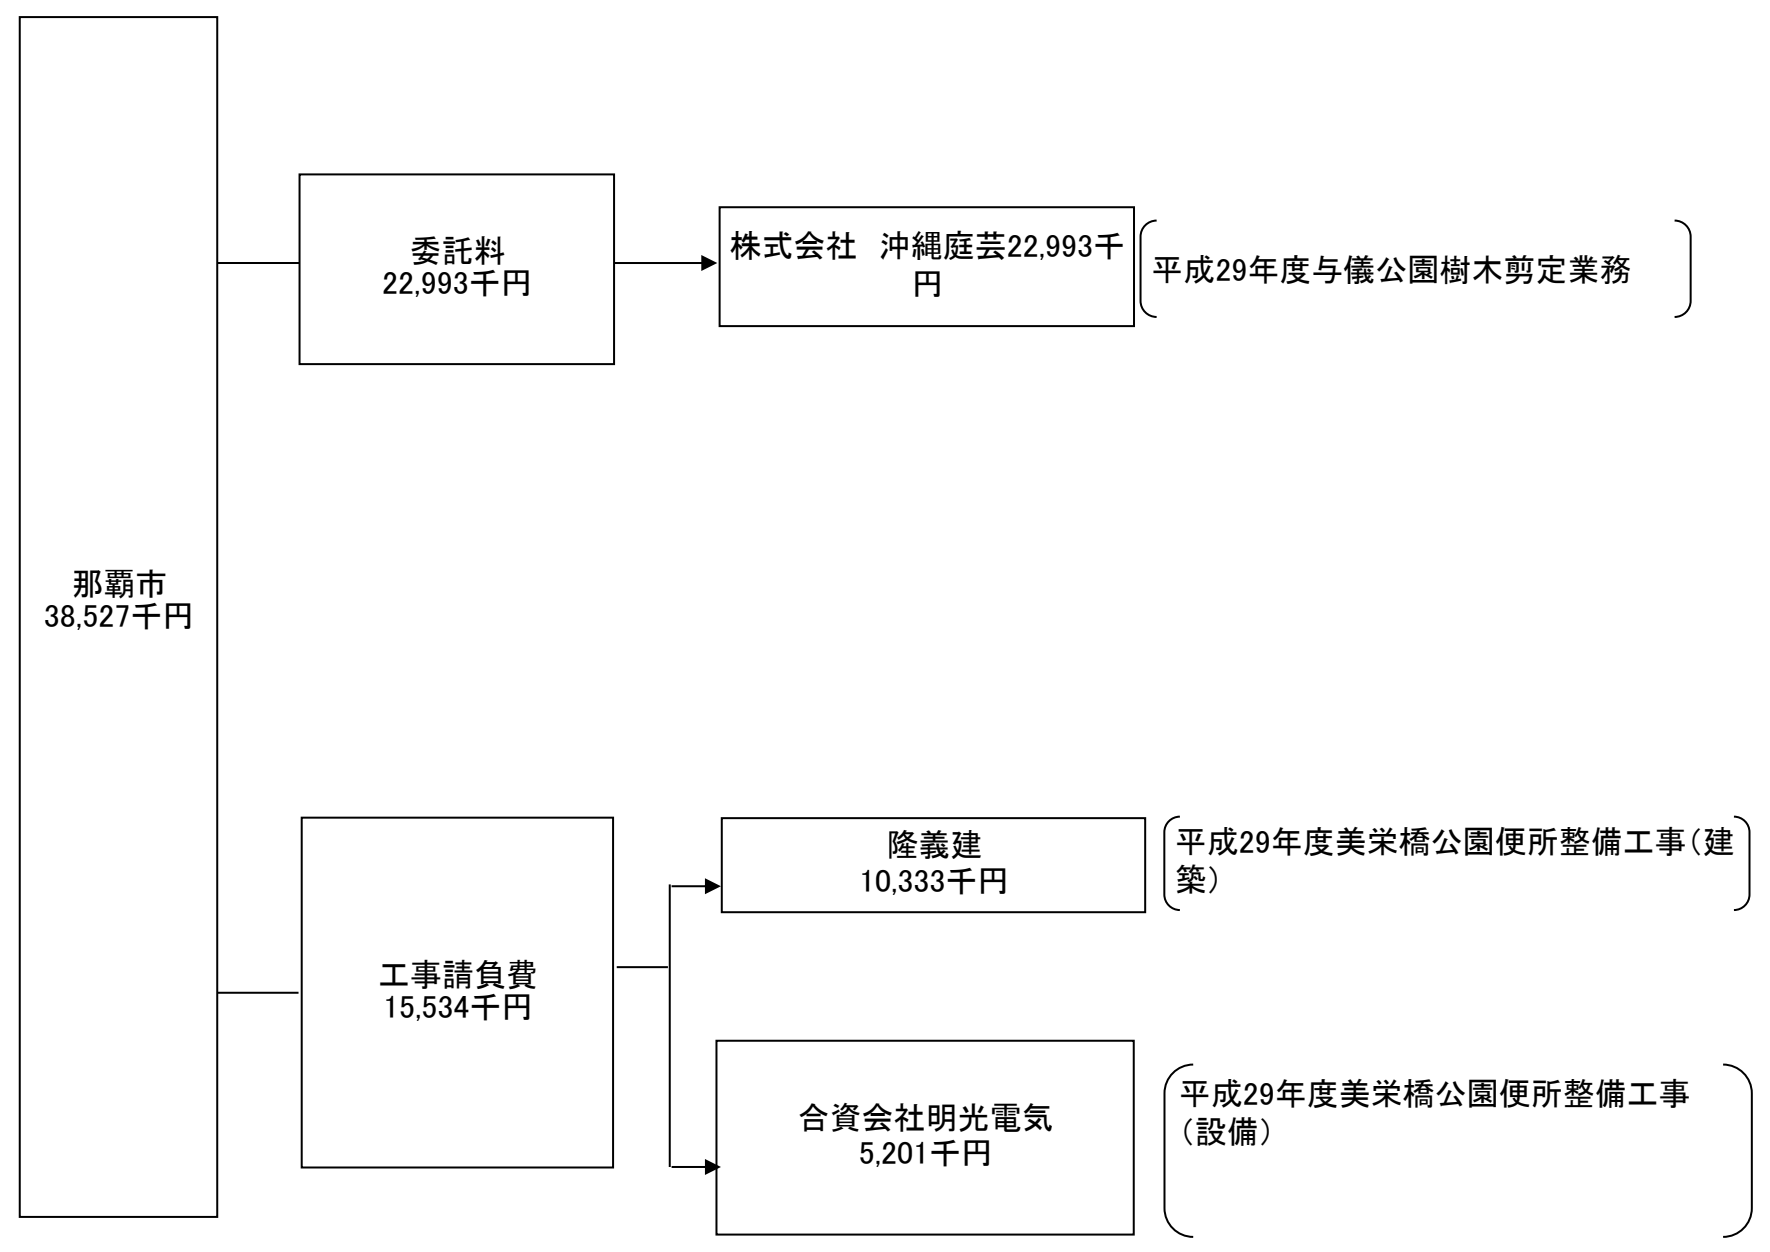 那覇市
38,527千円
委託料
22,993千円
株式会社　沖縄庭芸22,993千
円
平成29年度与儀公園樹木剪定業務
工事請負費
15,534千円
隆義建
10,333千円
平成29年度美栄橋公園便所整備工事（建
築）
合資会社明光電気
5,201千円
平成29年度美栄橋公園便所整備工事
（設備）